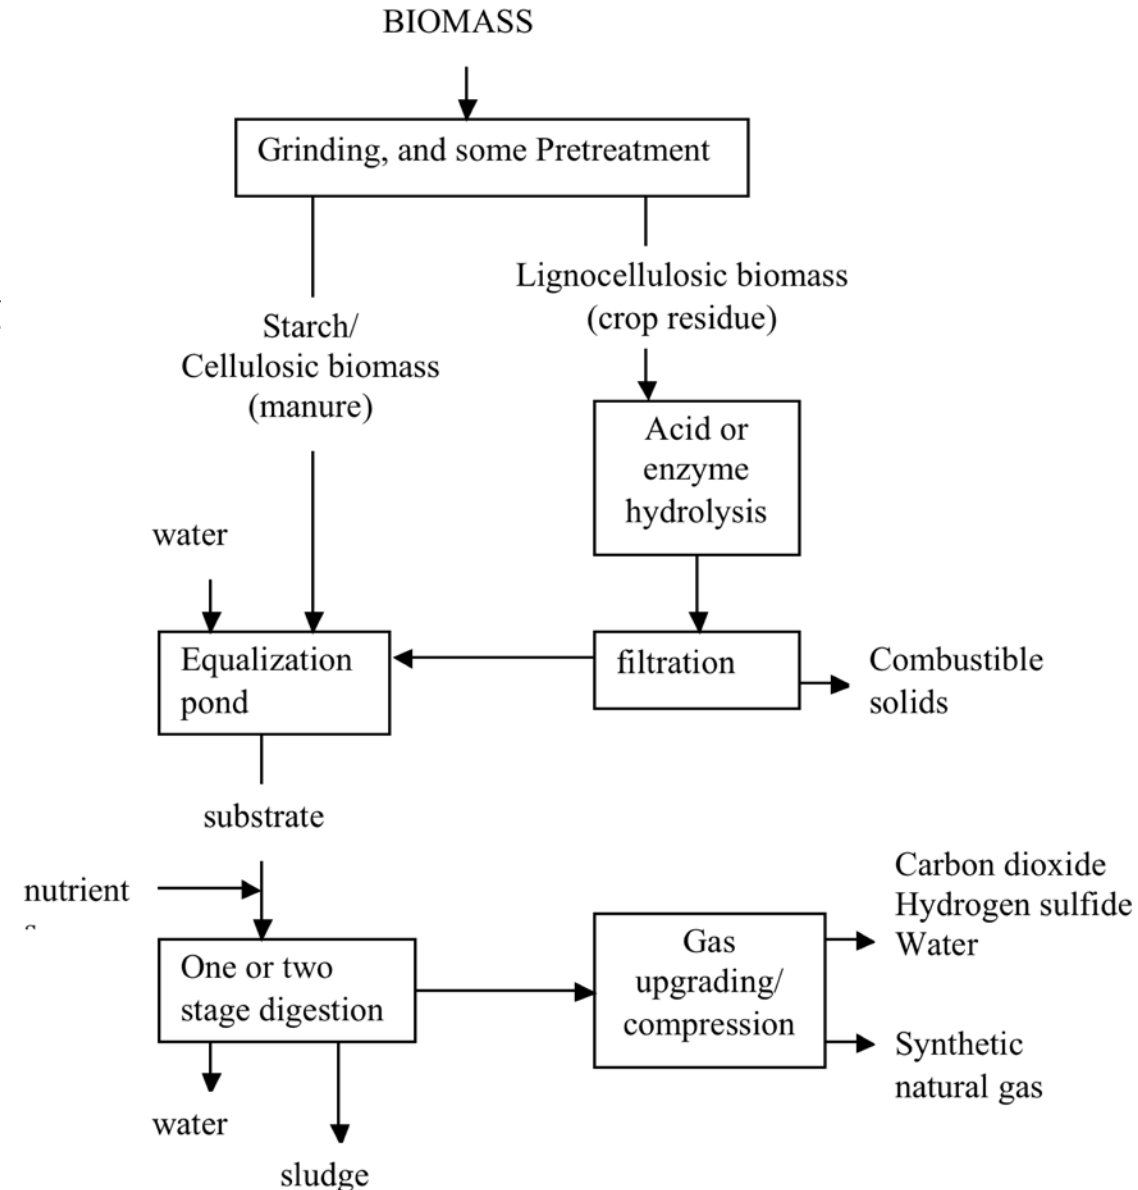 BIOMASS
Grinding, and some Pretreatment
Lignocellulosic biomass
(crop residue)
Starch/
Cellulosic biomass
(manure)
Acid or
enzyme
hydrolysis
water
Equalization
pond
filtration
Combustible
solids
substrate
nutrient
Carbon dioxide
Hydrogen sulfide
Water
One or two
stage digestion
Gas
upgrading/
compression
Synthetic
natural gas
water
sludge